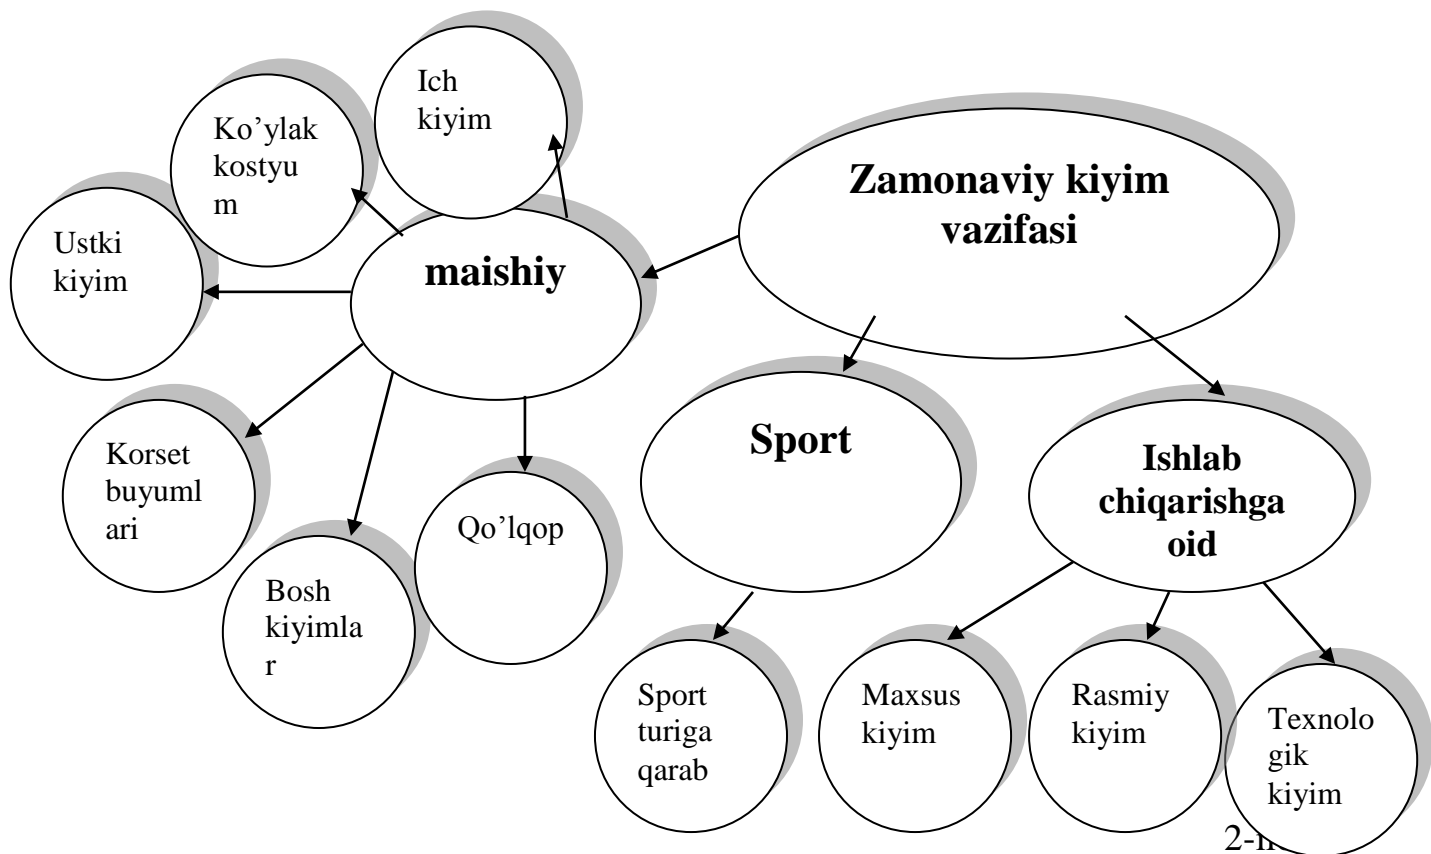 Ich
kiyim
Ko’ylak
kostyu
m
Zamonaviy kiyim
vazifasi
Ustki
kiyim
maishiy
Sport
Ishlab
chiqarishga
oid
Korset
buyuml
ari
Qo’lqop
Bosh
kiyimla
r
Sport
turiga
qarab
Maxsus
kiyim
Rasmiy
kiyim
Texnolo
gik
kiyim